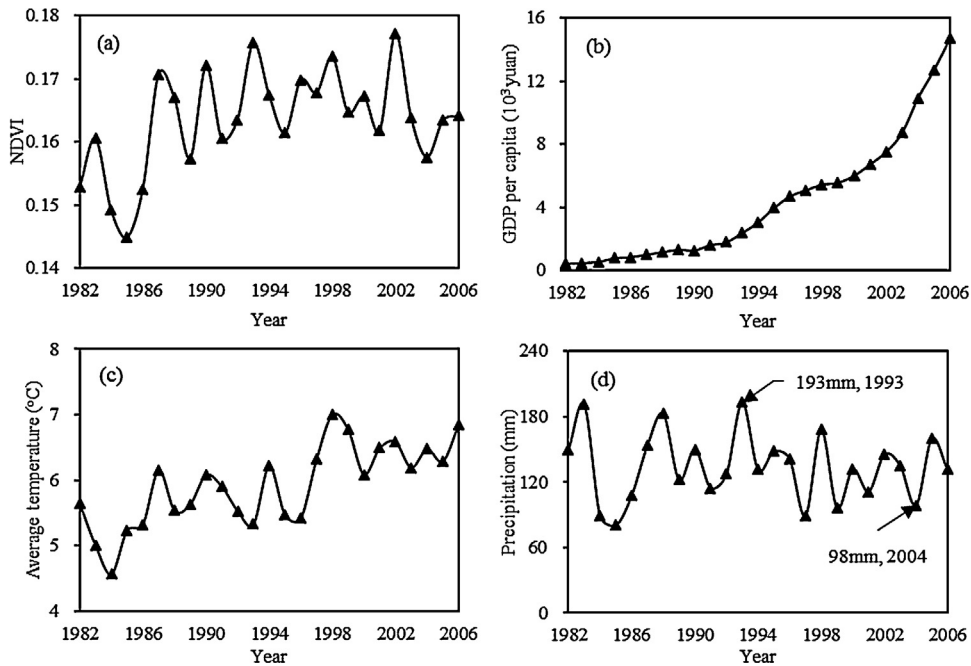 (a)
NDVI
0.18
0.17
0.16
0.15
0.14
1982 1986 1990 1994 1998 2002 2006
Year
(b)
GDP per capita (10³yuan)
16
12
8
4
0
1982 1986 1990 1994 1998 2002 2006
Year
(c)
Average temperature (°C)
8
7
6
5
4
1982 1986 1990 1994 1998 2002 2006
Year
(d)
Precipitation (mm)
240
180
120
60
0
193mm, 1993
98mm, 2004
1982 1986 1990 1994 1998 2002 2006
Year